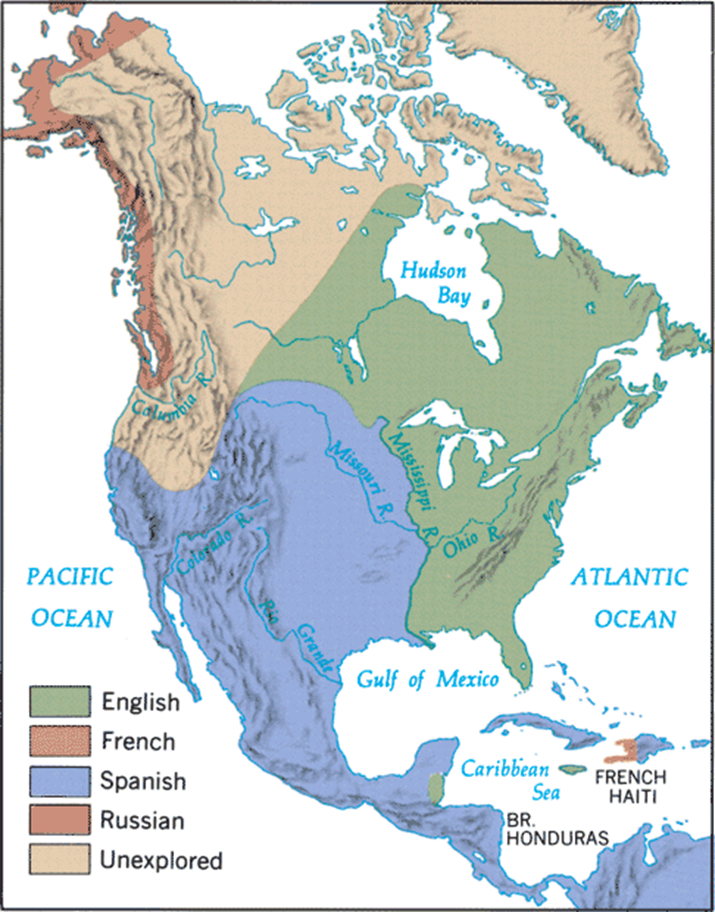 Hudson
Bay
Columbia R.
Missouri R.
Mississippi R.
Ohio R.
Colorado R.
PACIFIC
OCEAN
ATLANTIC
OCEAN
Rio Grande
Gulf of Mexico
English
French
Spanish
Russian
Unexplored
Caribbean
Sea
FRENCH
HAITI
BR.
HONDURAS